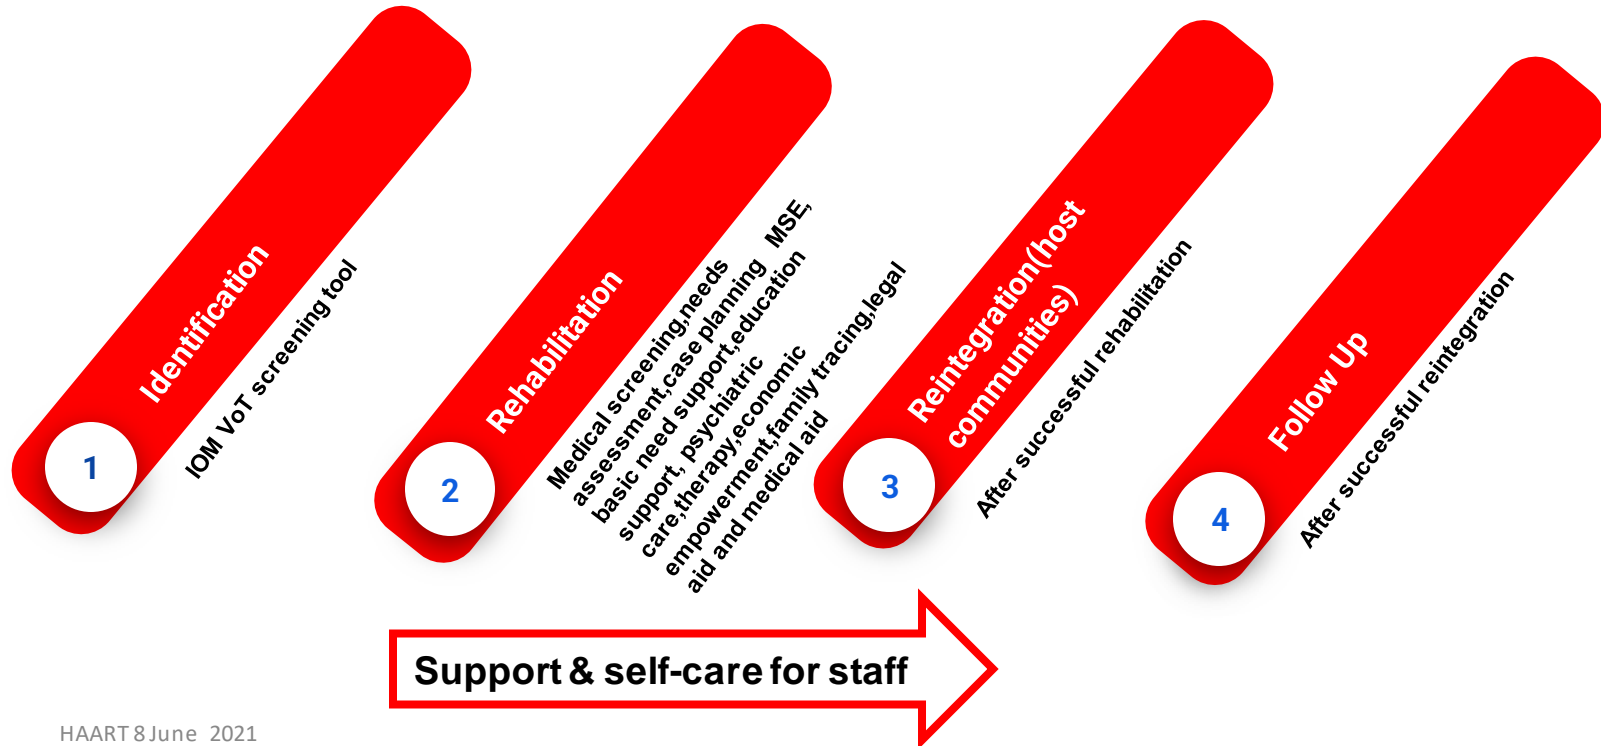 1
Identification
IOM VoT screening tool
2
Rehabilitation
Medical screening,needs
assessment,case planning MSE,
basic need support,education
support, psychiatric
care,therapy,economic
empowerment,family tracing,legal
aid and medical aid
3
Reintegration(host
communities)
After successful rehabilitation
4
Follow Up
After successful reintegration
Support & self-care for staff
HAART 8 June 2021